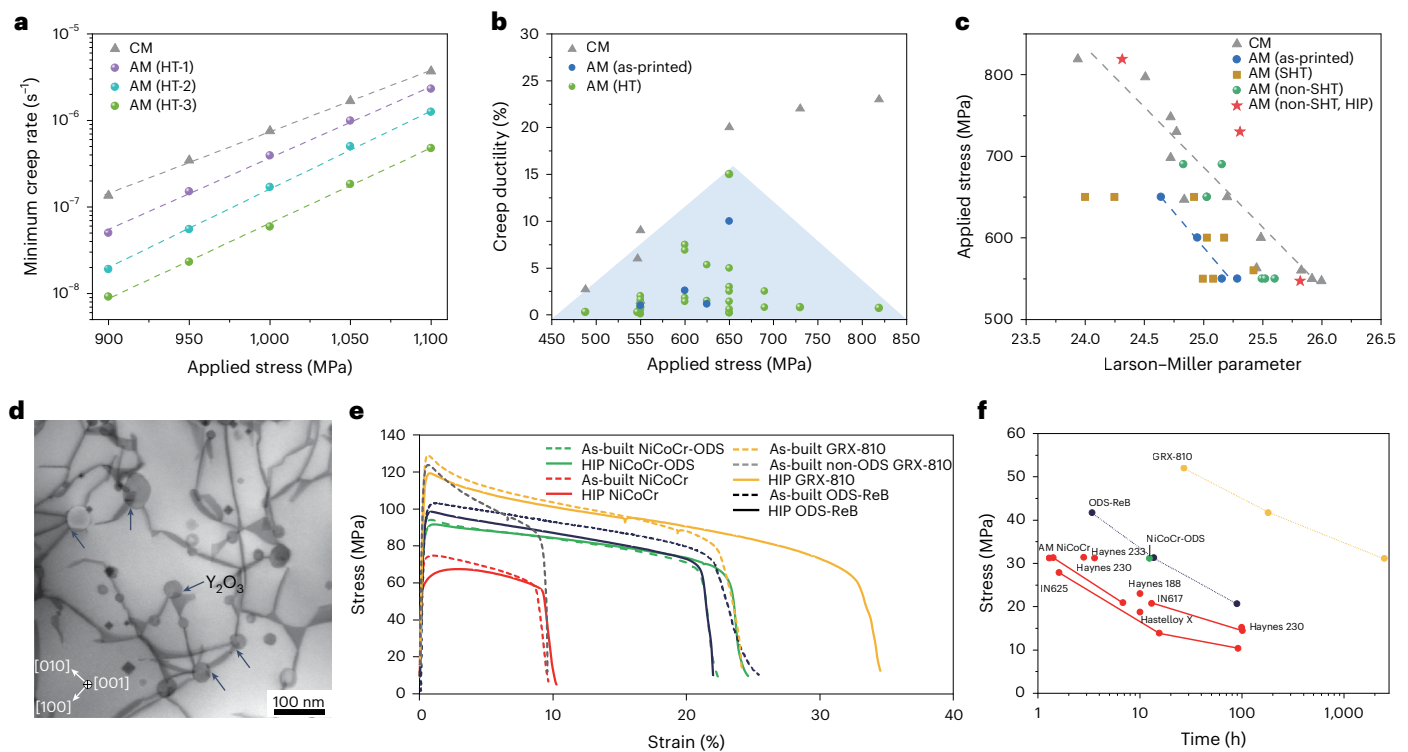 a
10⁻⁵
10⁻⁶
10⁻⁷
10⁻⁸
Minimum creep rate (s⁻¹)
CM
AM (HT-1)
AM (HT-2)
AM (HT-3)
900 950 1,000 1,050 1,100
Applied stress (MPa)
b
30
25
20
15
10
5
0
Creep ductility (%)
CM
AM (as-printed)
AM (HT)
450 500 550 600 650 700 750 800 850
Applied stress (MPa)
c
800
700
600
500
Applied stress (MPa)
CM
AM (as-printed)
AM (SHT)
AM (non-SHT)
AM (non-SHT, HIP)
23.5 24.0 24.5 25.0 25.5 26.0 26.5
Larson–Miller parameter
d
Y₂O₃
[010]
[001]
[100]
100 nm
e
140
120
100
80
60
40
20
0
Stress (MPa)
As-built NiCoCr-ODS
HIP NiCoCr-ODS
As-built NiCoCr
HIP NiCoCr
As-built GRX-810
As-built non-ODS GRX-810
HIP GRX-810
As-built ODS-ReB
HIP ODS-ReB
0 10 20 30 40
Strain (%)
f
60
50
40
30
20
10
0
Stress (MPa)
GRX-810
ODS-ReB
NiCoCr-ODS
AM NiCoCr
Haynes 233
Haynes 230
IN625
Haynes 188
IN617
Hastelloy X
Haynes 230
1 10 100 1,000
Time (h)